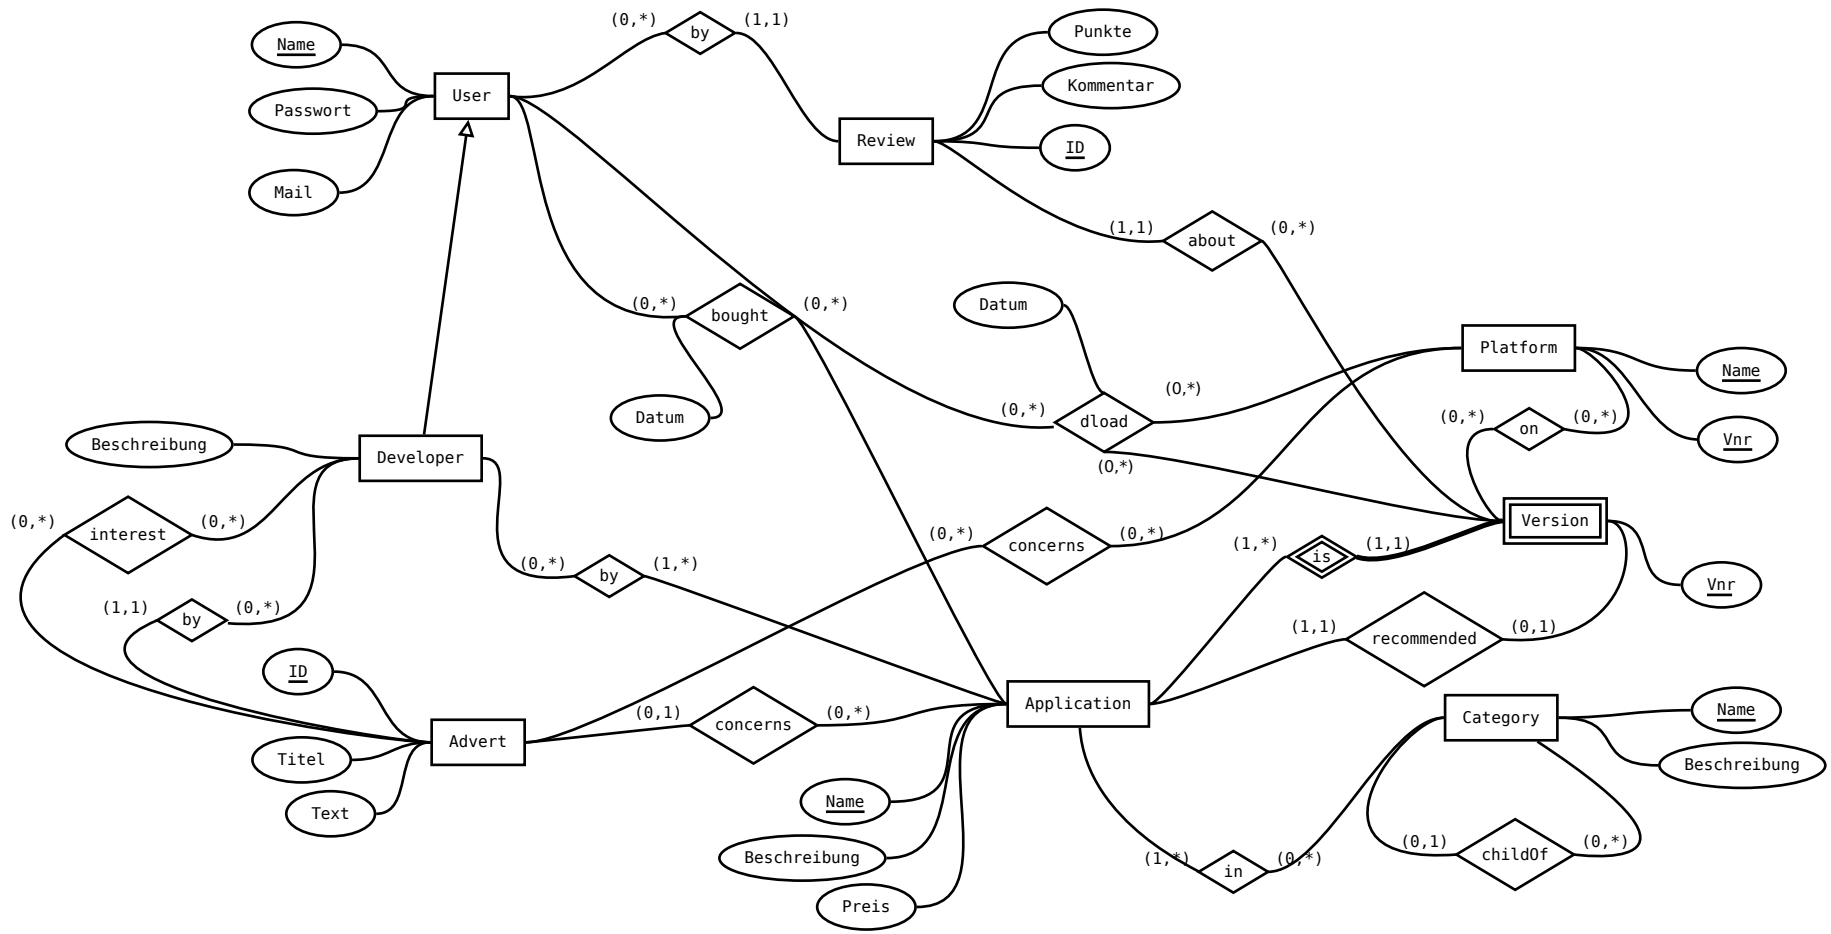 (0,*)
by
(1,1)
Name
Passwort
Mail
User
Review
Punkte
Kommentar
ID
(1,1)
about
(0,*)
(0,*)
bought
(0,*)
Datum
Datum
(0,*)
dload
(0,*)
(0,*)
Platform
Name
Vnr
(0,*)
on
(0,*)
Beschreibung
Developer
(0,*)
interest
(0,*)
(0,*)
by
(1,*)
(0,*)
concerns
(0,*)
(1,*)
is
(1,1)
Version
Vnr
(1,1)
by
(0,*)
(1,1)
recommended
(0,1)
ID
Titel
Text
Advert
(0,1)
concerns
(0,*)
Application
Name
Beschreibung
Preis
Category
Name
Beschreibung
(1,*)
in
(0,*)
(0,1)
childOf
(0,*)